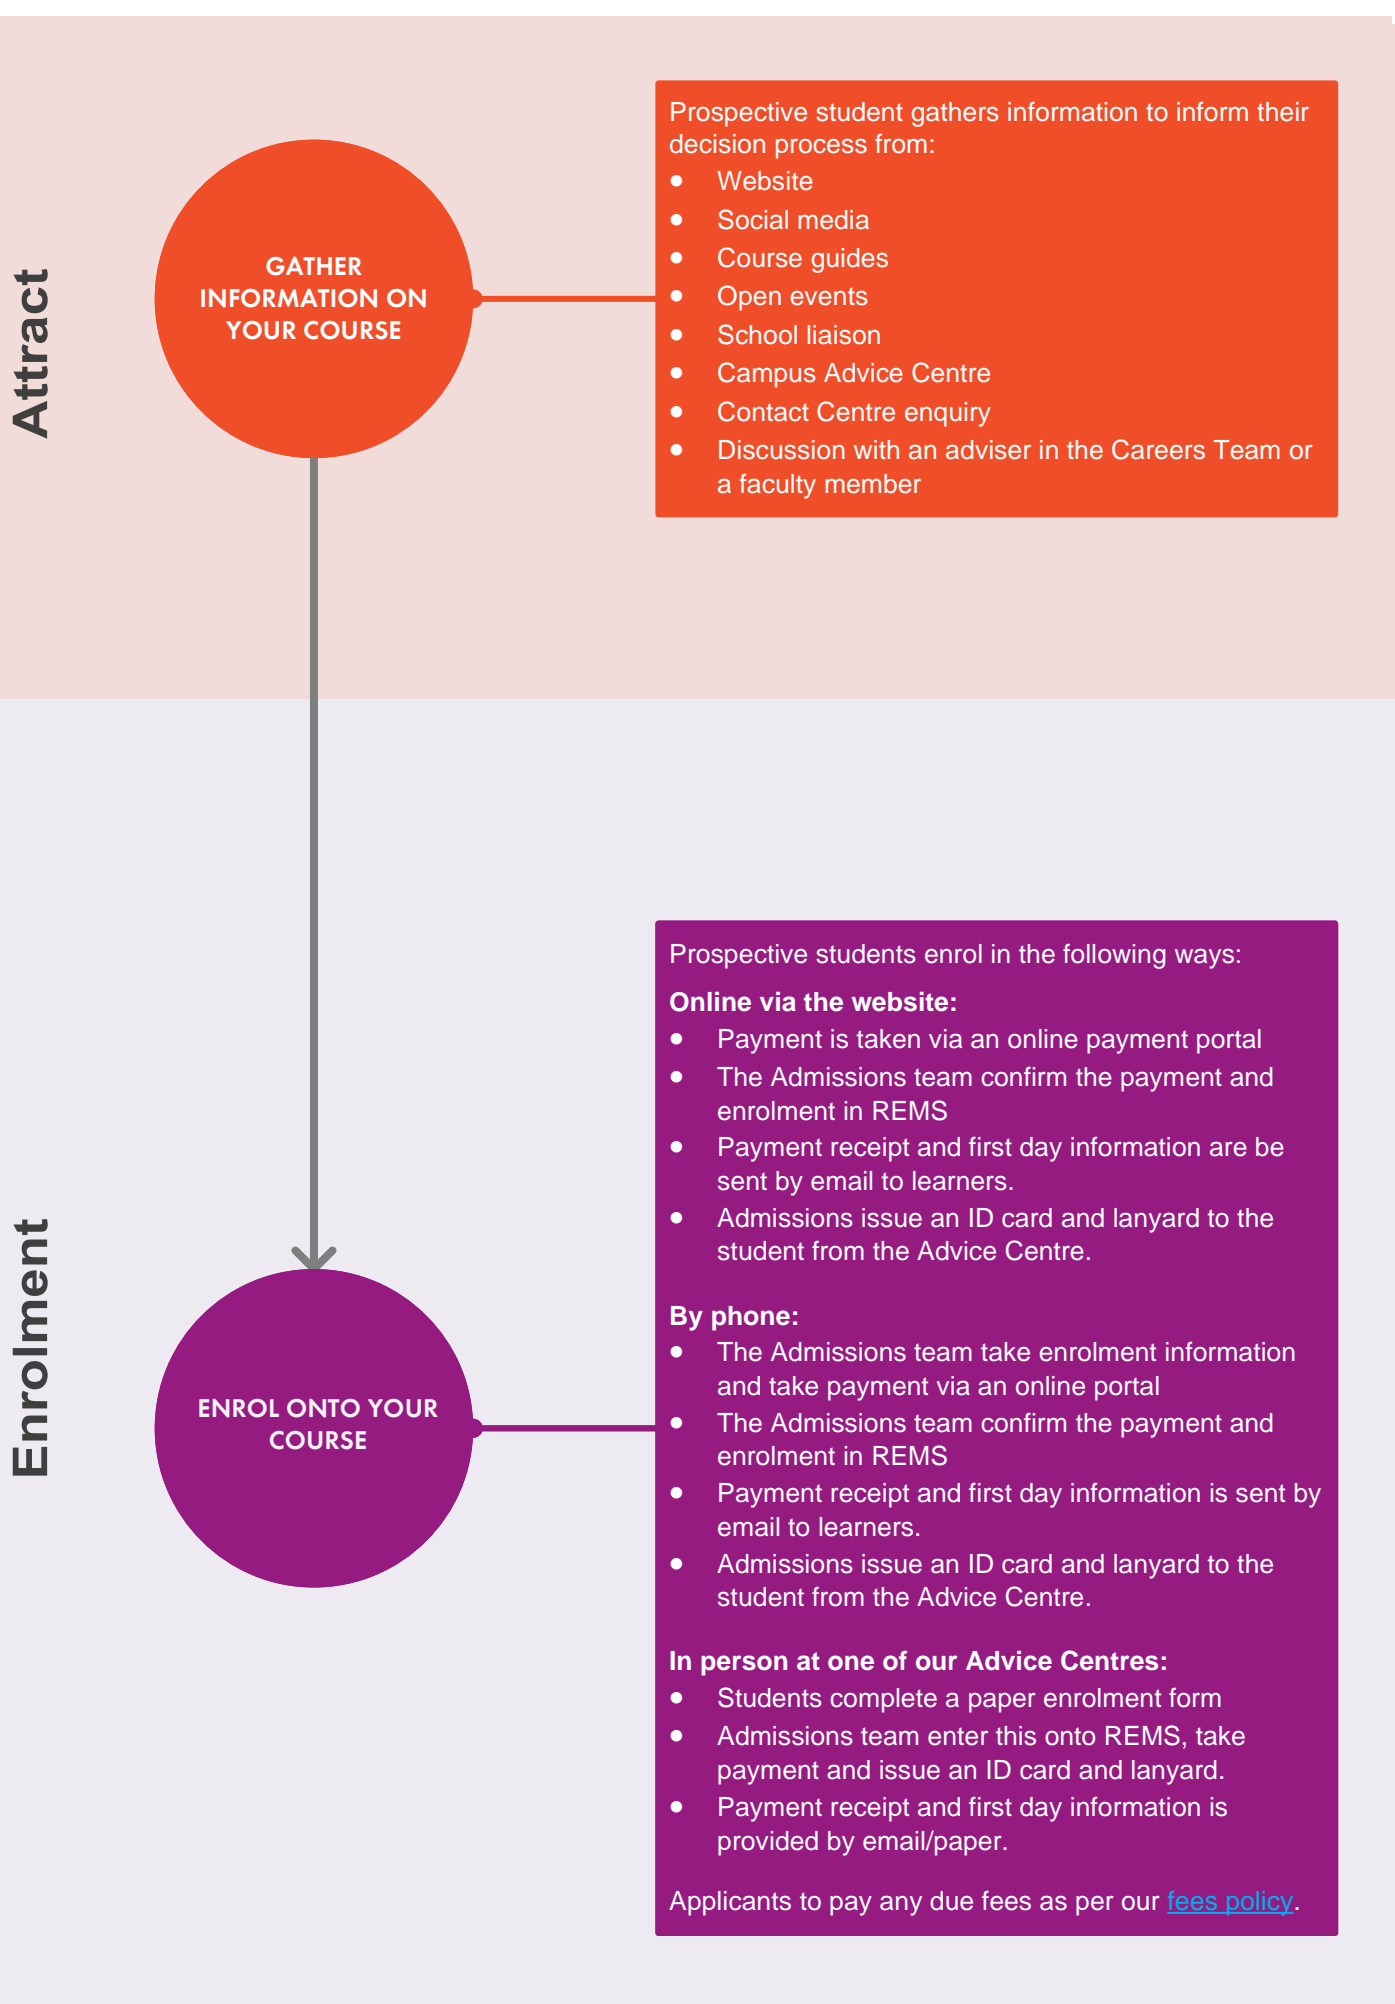 Attract
GATHER
INFORMATION ON
YOUR COURSE
Prospective student gathers information to inform their
decision process from:
● Website
● Social media
● Course guides
● Open events
● School liaison
● Campus Advice Centre
● Contact Centre enquiry
● Discussion with an adviser in the Careers Team or
a faculty member
Enrolment
ENROL ONTO YOUR
COURSE
Prospective students enrol in the following ways:
Online via the website:
● Payment is taken via an online payment portal
● The Admissions team confirm the payment and
enrolment in REMS
● Payment receipt and first day information are be
sent by email to learners.
● Admissions issue an ID card and lanyard to the
student from the Advice Centre.
By phone:
● The Admissions team take enrolment information
and take payment via an online portal
● The Admissions team confirm the payment and
enrolment in REMS
● Payment receipt and first day information is sent by
email to learners.
● Admissions issue an ID card and lanyard to the
student from the Advice Centre.
In person at one of our Advice Centres:
● Students complete a paper enrolment form
● Admissions team enter this onto REMS, take
payment and issue an ID card and lanyard.
● Payment receipt and first day information is
provided by email/paper.
Applicants to pay any due fees as per our fees policy.